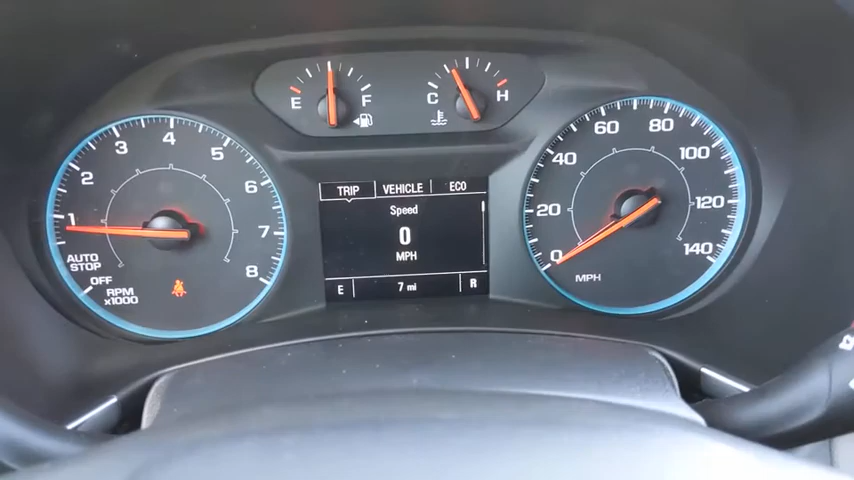 E F
C H
1 2 3 4 5 6 7 8
AUTO
STOP
OFF
RPM
x1000
TRIP VEHICLE ECO
Speed
0
MPH
E 7 mi R
0 20 40 60 80 100 120 140
MPH